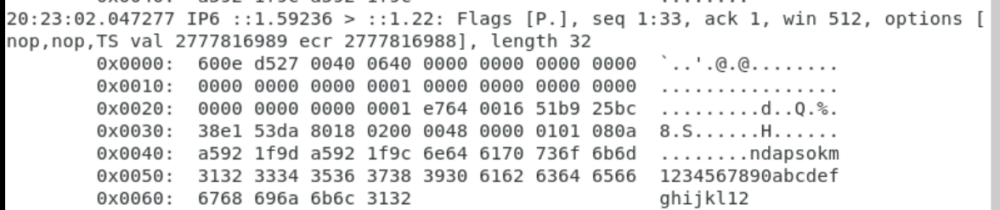 20:23:02.047277 IP6 ::1.59236 > ::1.22: Flags [P.], seq 1:33, ack 1, win 512, options [
nop,nop,TS val 2777816989 ecr 2777816988], length 32
0x0000:  600e d527 0040 0640 0000 0000 0000 0000  `..'.@.@........
0x0010:  0000 0000 0000 0001 0000 0000 0000 0000  ................
0x0020:  0000 0000 0000 0001 e764 0016 51b9 25bc  .........d..Q.%.
0x0030:  38e1 53da 8018 0200 0048 0000 0101 080a  8.S......H......
0x0040:  a592 1f9d a592 1f9c 6e64 6170 736f 6b6d  ........ndapsokm
0x0050:  3132 3334 3536 3738 3930 6162 6364 6566  1234567890abcdef
0x0060:  6768 696a 6b6c 3132  ghijkl12